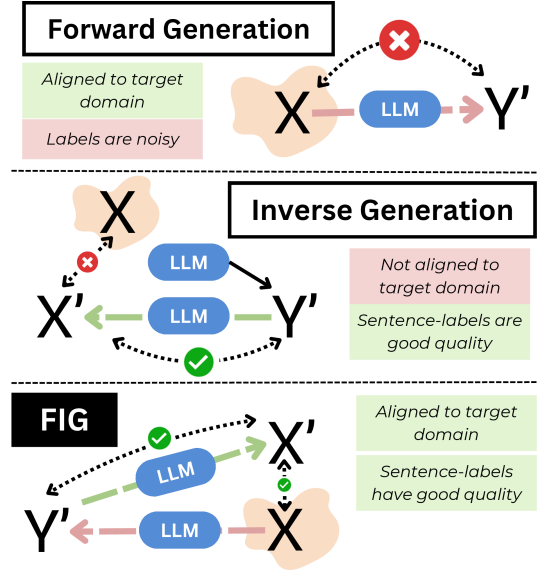 Forward Generation
Aligned to target
domain
Labels are noisy
X
LLM
Y'
X
Inverse Generation
LLM
X'
LLM
Y'
Not aligned to
target domain
Sentence-labels are
good quality
FIG
X'
LLM
Y'
LLM
X
Aligned to target
domain
Sentence-labels
have good quality